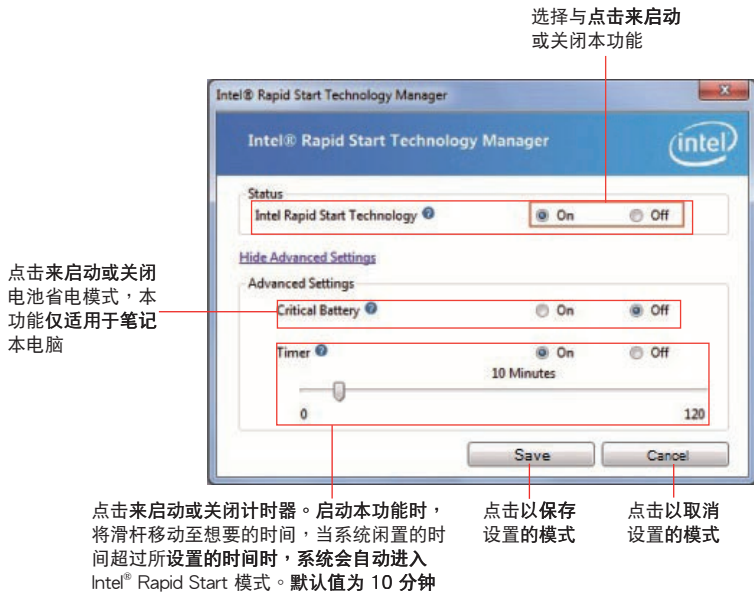 选择与点击来启动
或关闭本功能
Intel® Rapid Start Technology Manager
x
Intel® Rapid Start Technology Manager
intel
Status
Intel Rapid Start Technology ?
On
Off
Hide Advanced Settings
Advanced Settings
Critical Battery ?
On
Off
点击来启动或关闭
电池省电模式，本
功能仅适用于笔记
本电脑
Timer ?
On
Off
10 Minutes
0
120
Save
Cancel
点击来启动或关闭计时器。启动本功能时，
将滑杆移动至想要的时间，当系统闲置的时
间超过所设置的时间时，系统会自动进入
Intel® Rapid Start 模式。默认值为 10 分钟
点击以保存
设置的模式
点击以取消
设置的模式